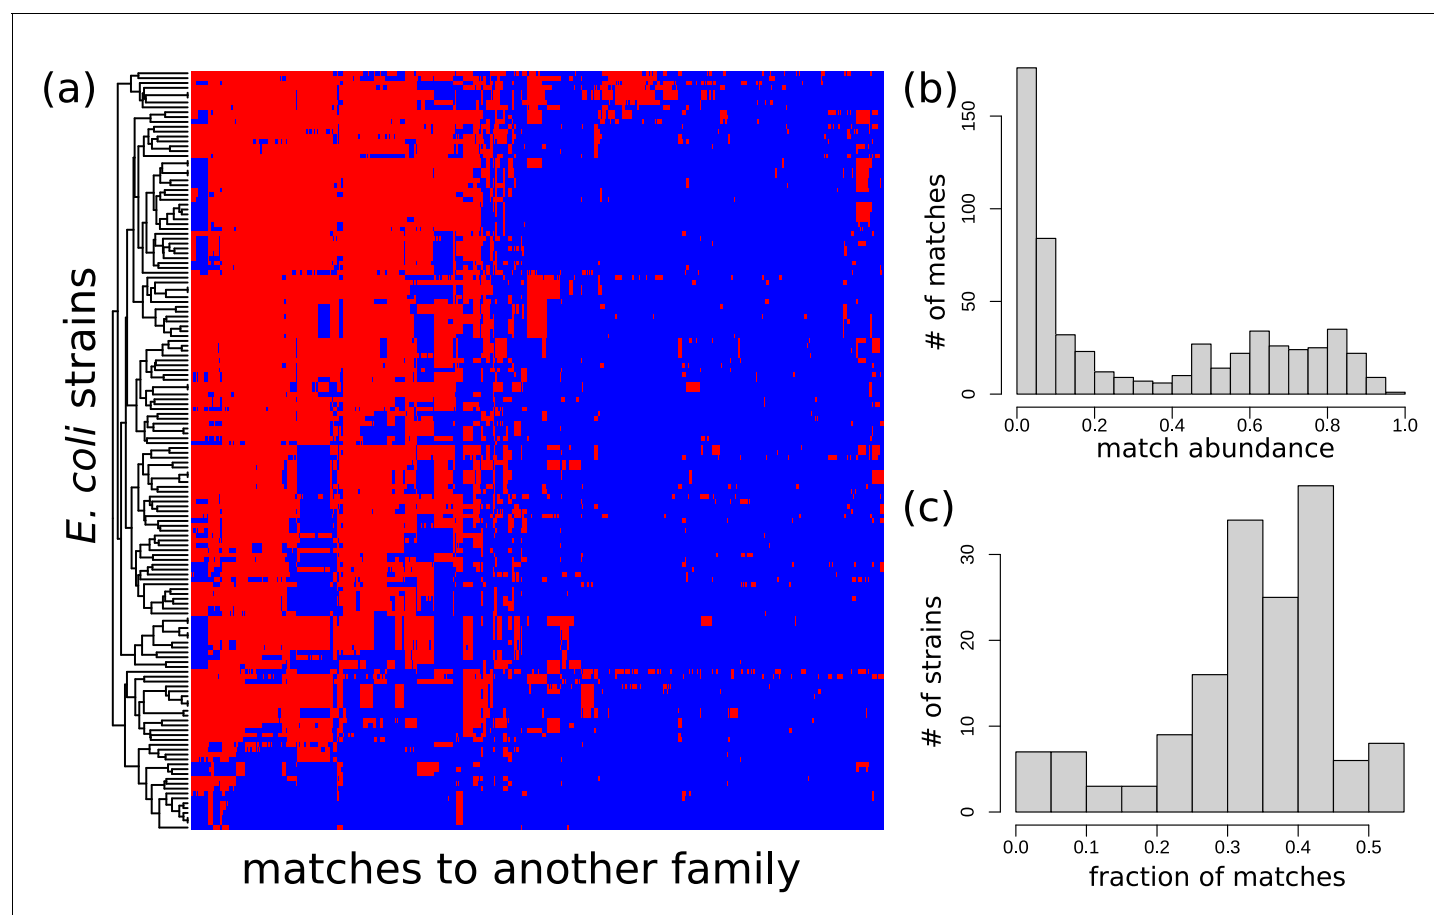 (a)
E. coli strains
matches to another family
(b)
# of matches
0
50
100
150
0.0 0.2 0.4 0.6 0.8 1.0
match abundance
(c)
# of strains
0
10
20
30
0.0 0.1 0.2 0.3 0.4 0.5
fraction of matches